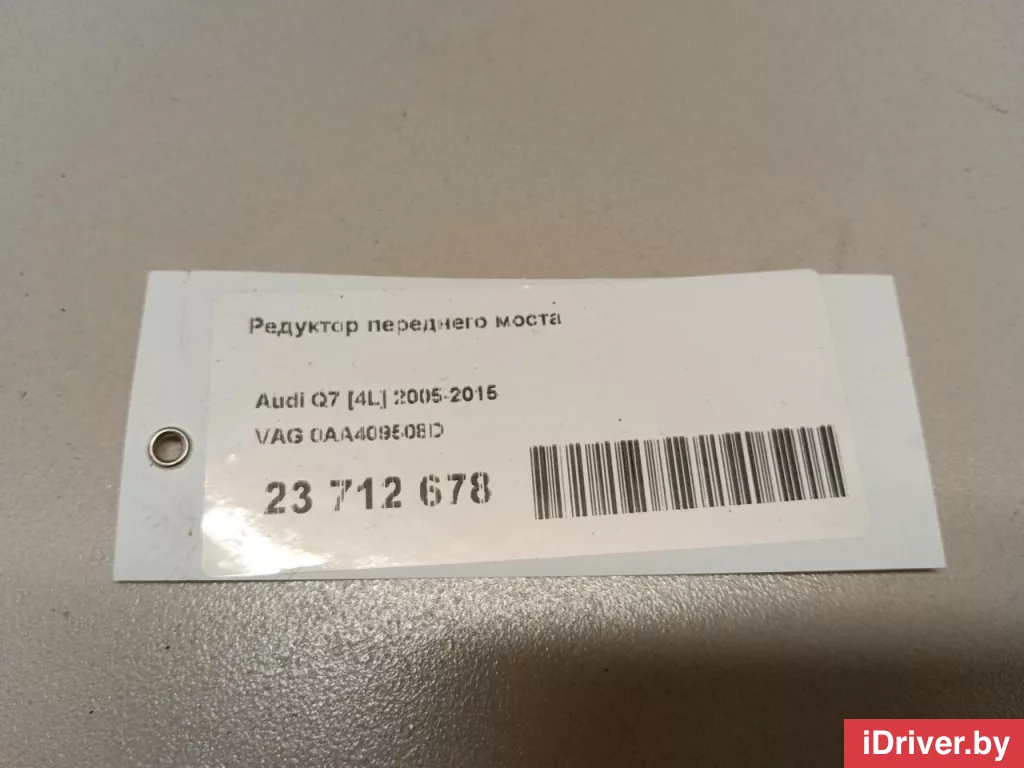 Редуктор переднего моста
Audi Q7 [4L] 2005-2015
VAG 0AA409508D
23 712 678
iDriver.by